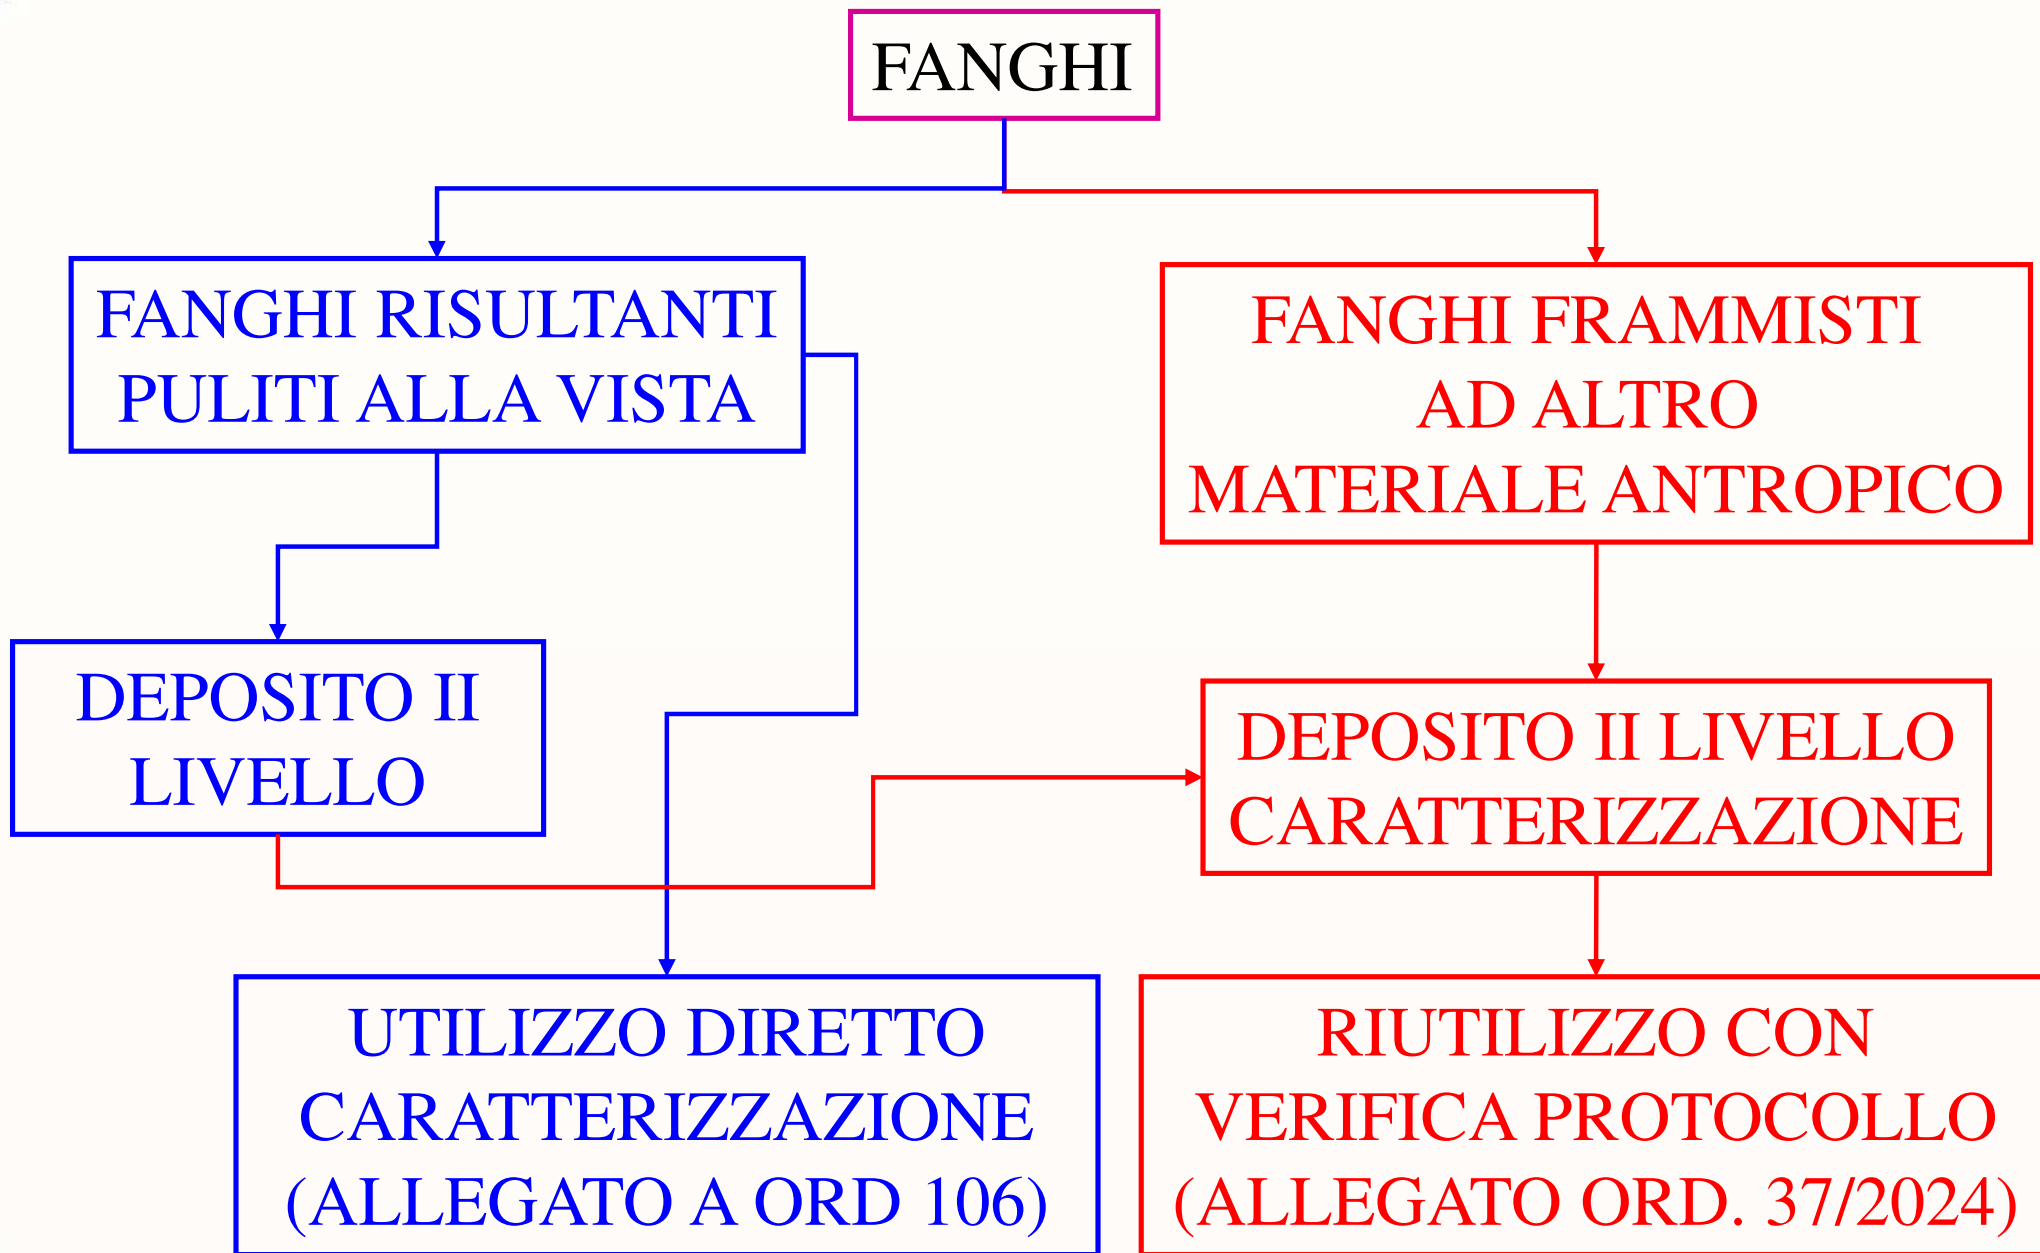 FANGHI
FANGHI RISULTANTI
PULITI ALLA VISTA
FANGHI FRAMMISTI
AD ALTRO
MATERIALE ANTROPICO
DEPOSITO II
LIVELLO
DEPOSITO II LIVELLO
CARATTERIZZAZIONE
UTILIZZO DIRETTO
CARATTERIZZAZIONE
(ALLEGATO A ORD 106)
RIUTILIZZO CON
VERIFICA PROTOCOLLO
(ALLEGATO ORD. 37/2024)